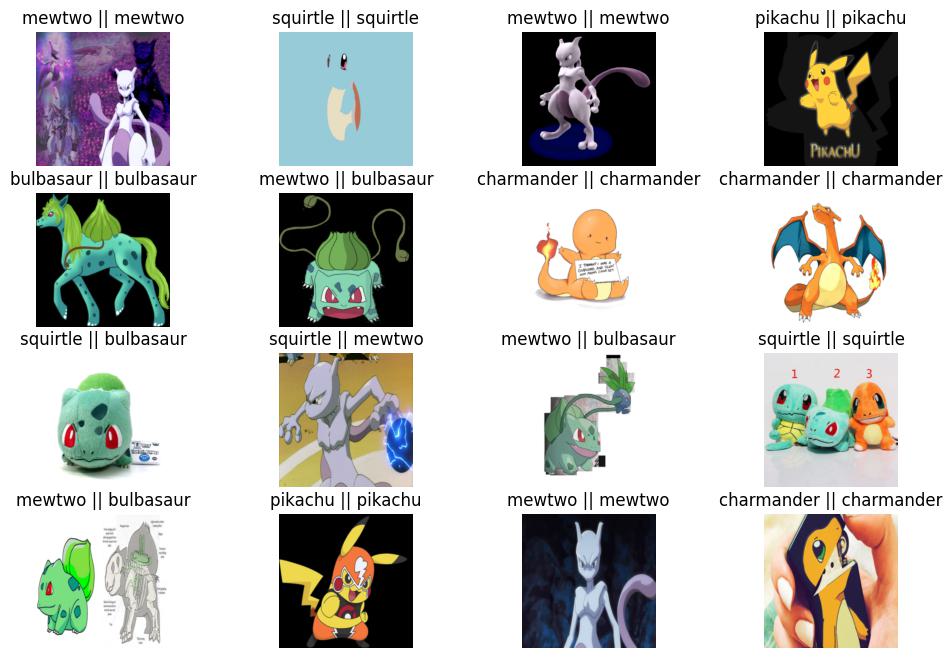 mewtwo || mewtwo
squirtle || squirtle
mewtwo || mewtwo
pikachu || pikachu
PIKACHU
bulbasaur || bulbasaur
mewtwo || bulbasaur
charmander || charmander
charmander || charmander
squirtle || bulbasaur
squirtle || mewtwo
mewtwo || bulbasaur
squirtle || squirtle
1 2 3
mewtwo || bulbasaur
pikachu || pikachu
mewtwo || mewtwo
charmander || charmander